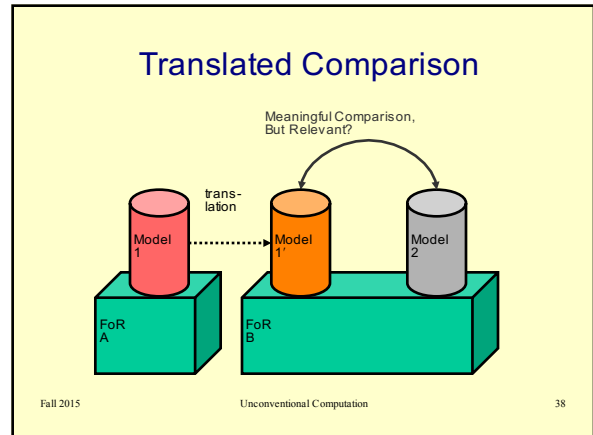 Translated Comparison
Meaningful Comparison,
But Relevant?
trans-
lation
Model
1
Model
1′
Model
2
FoR
A
FoR
B
Fall 2015
Unconventional Computation
38